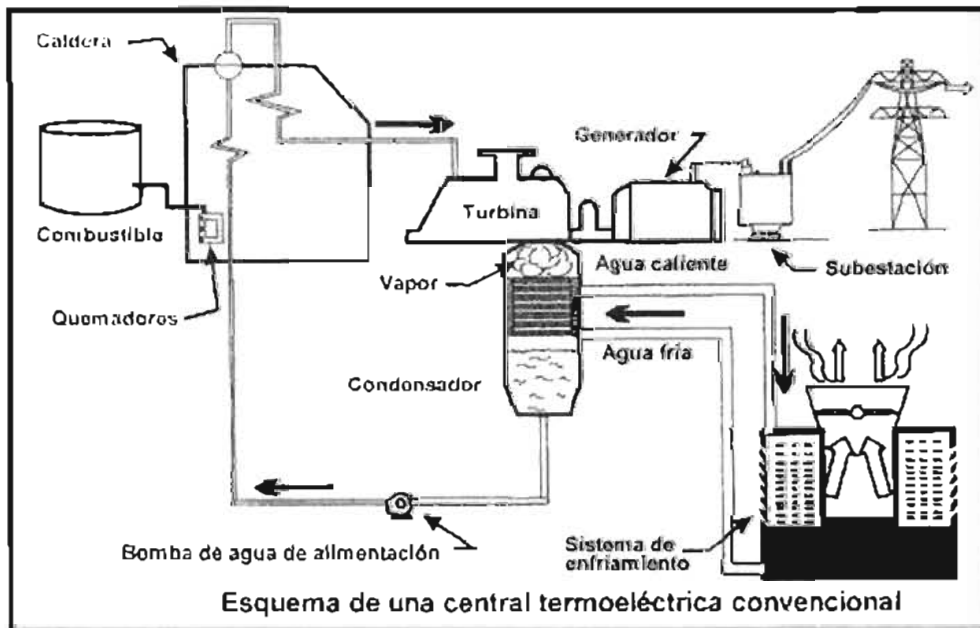 Caldera
Generador
Turbina
Combustible
Agua caliente
Subestación
Vapor
Quemadores
Agua fría
Condensador
Bomba de agua de alimentación
Sistema de
enfriamiento
Esquema de una central termoeléctrica convencional